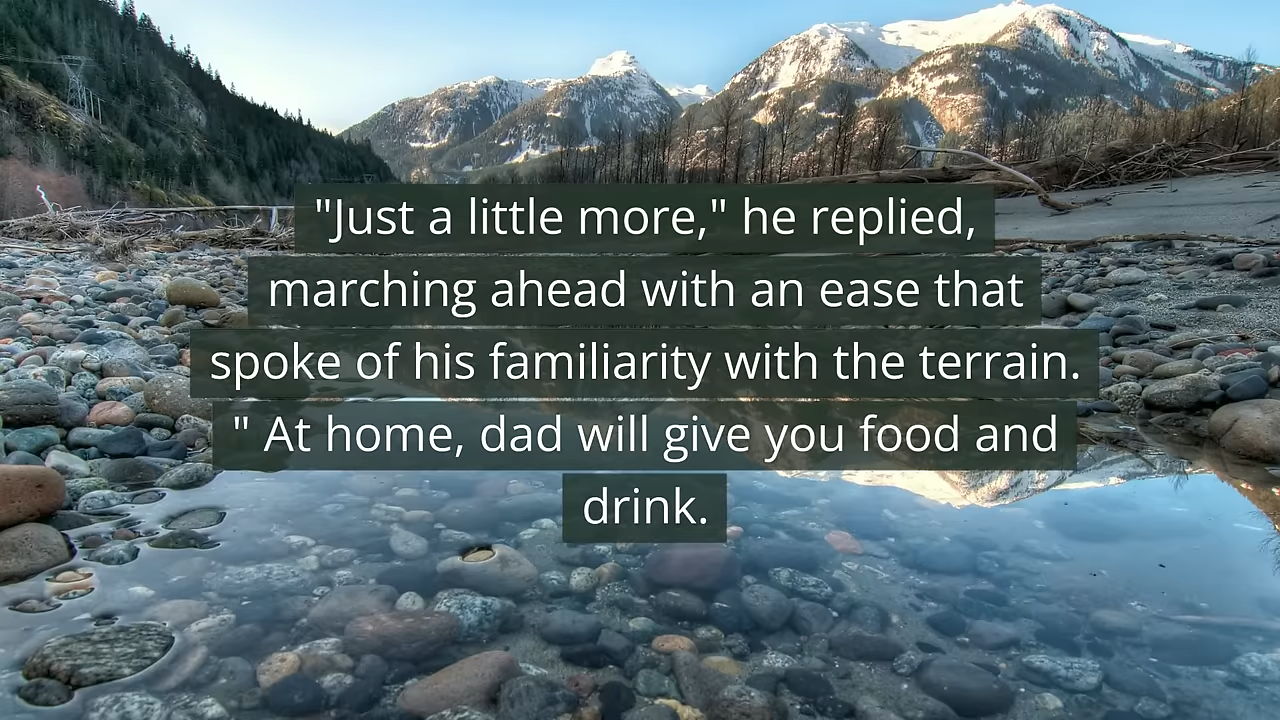 "Just a little more," he replied,
marching ahead with an ease that
spoke of his familiarity with the terrain.
" At home, dad will give you food and
drink.